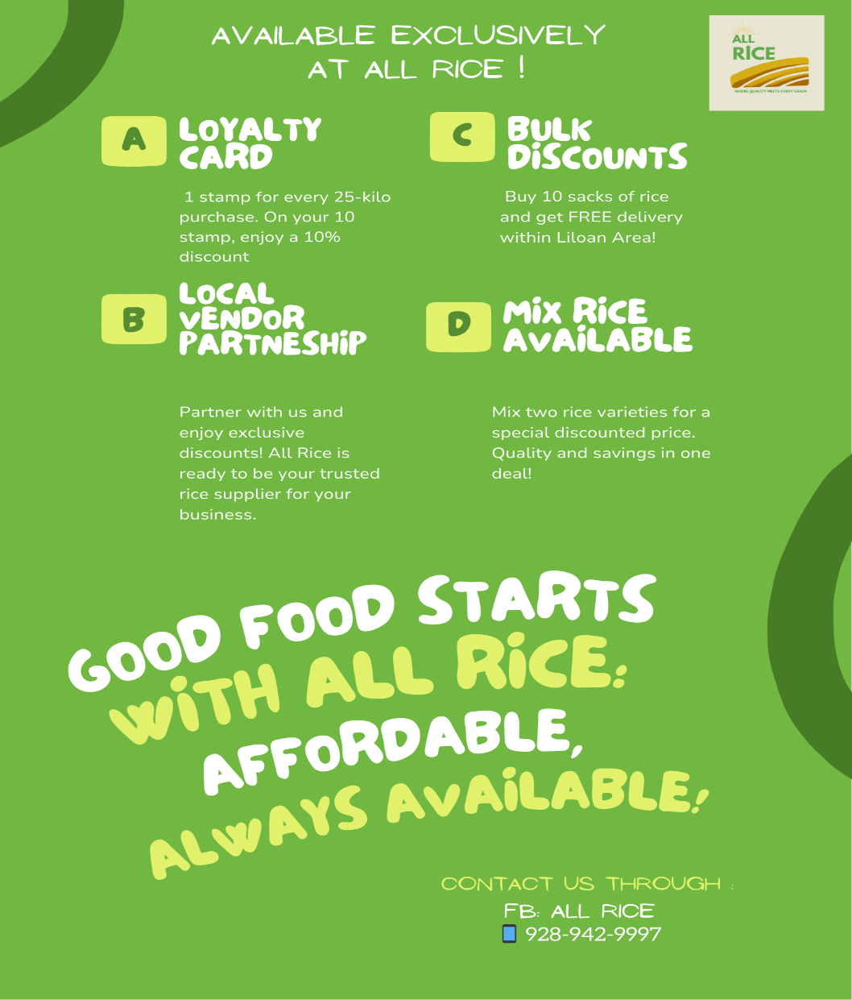 AVAILABLE EXCLUSIVELY
AT ALL RICE !
ALL
RICE
WHERE QUALITY MEETS EVERY GRAIN
A
LOYALTY
CARD
1 stamp for every 25-kilo
purchase. On your 10
stamp, enjoy a 10%
discount
B
LOCAL
VENDOR
PARTNESHIP
Partner with us and
enjoy exclusive
discounts! All Rice is
ready to be your trusted
rice supplier for your
business.
C
BULK
DISCOUNTS
Buy 10 sacks of rice
and get FREE delivery
within Liloan Area!
D
MIX RICE
AVAILABLE
Mix two rice varieties for a
special discounted price.
Quality and savings in one
deal!
GOOD FOOD STARTS
WITH ALL RICE:
AFFORDABLE,
ALWAYS AVAILABLE!
CONTACT US THROUGH :
FB: ALL RICE
928-942-9997